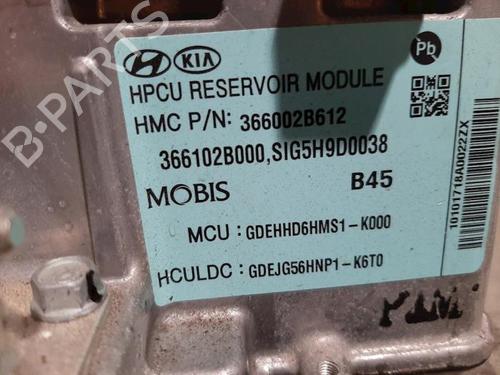 HYUNDAI KIA
Pb
HPCU RESERVOIR MODULE
HMC P/N: 366002B612
366102B000,SIG5H9D0038
MOBIS B45
MCU: GDEHHD6HMS1-K000
HCULDC: GDEJG56HNP1-K6T0
10101718A00222ZX
B-PARTS